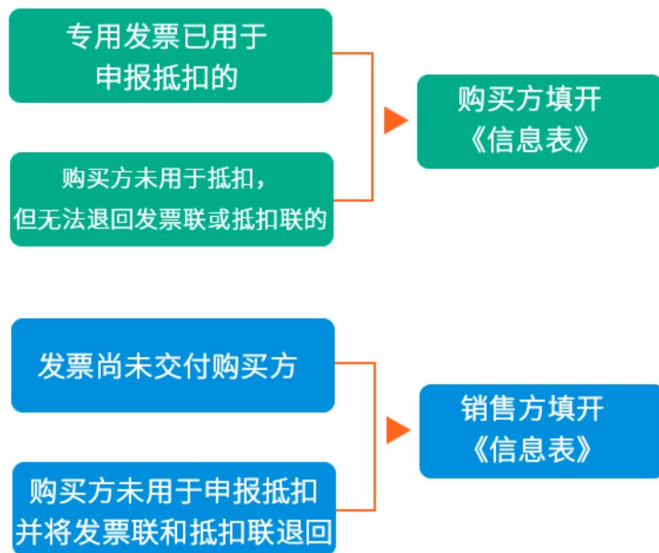 专用发票已用于
申报抵扣的
购买方填开
《信息表》
购买方未用于抵扣，
但无法退回发票联或抵扣联的
发票尚未交付购买方
销售方填开
《信息表》
购买方未用于申报抵扣
并将发票联和抵扣联退回